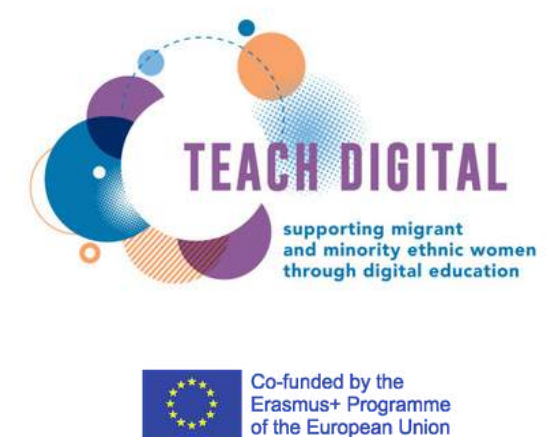 TEACH DIGITAL
supporting migrant
and minority ethnic women
through digital education
Co-funded by the
Erasmus+ Programme
of the European Union